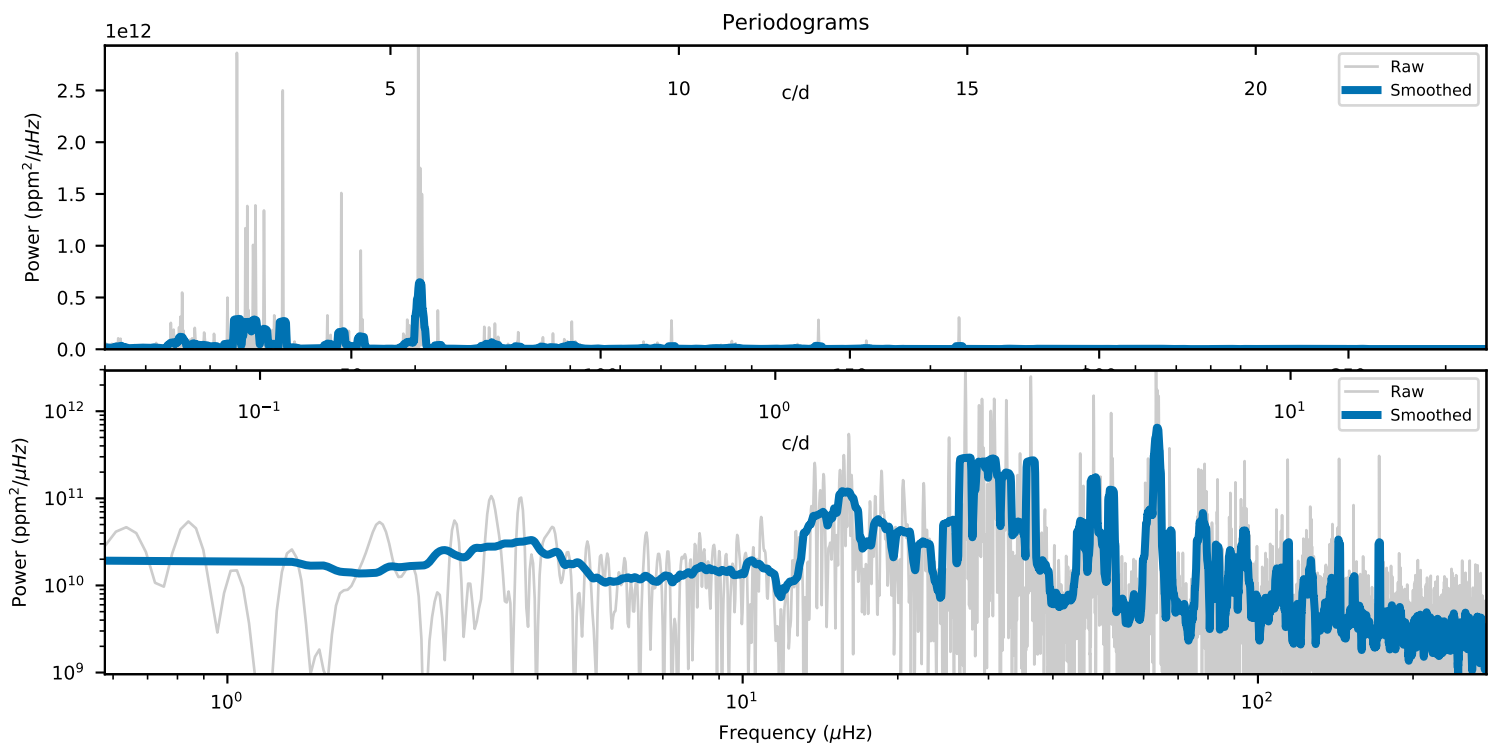 Periodograms
1e12
Raw
Smoothed
5
10
15
20
c/d
2.5
2.0
1.5
1.0
0.5
0.0
Power (ppm²/μHz)
10⁻¹
10⁰
10¹
c/d
Raw
Smoothed
10¹²
10¹¹
10¹⁰
10⁹
Power (ppm²/μHz)
10⁰
10¹
10²
Frequency (μHz)